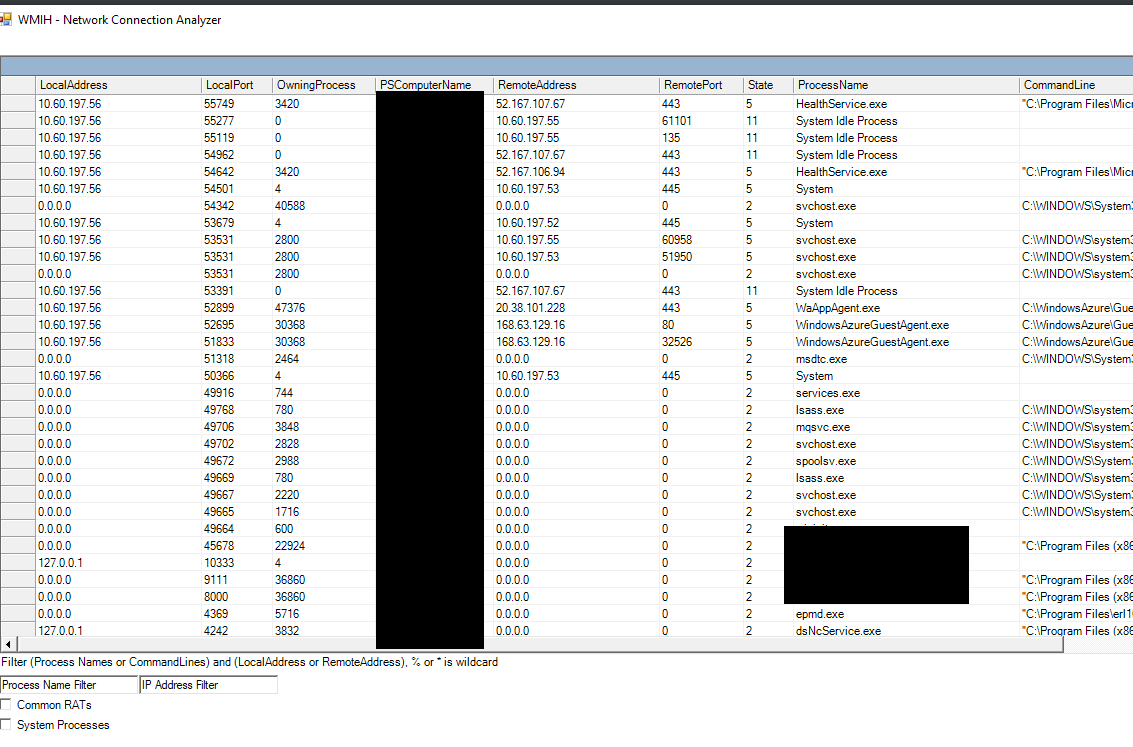 WMIH - Network Connection Analyzer
LocalAddress LocalPort OwningProcess PSComputerName RemoteAddress RemotePort State ProcessName CommandLine
10.60.197.56 55749 3420 52.167.107.67 443 5 HealthService.exe "C:\Program Files\Micr
10.60.197.56 55277 0 10.60.197.55 61101 11 System Idle Process
10.60.197.56 55119 0 10.60.197.55 135 11 System Idle Process
10.60.197.56 54962 0 52.167.107.67 443 11 System Idle Process
10.60.197.56 54642 3420 52.167.106.94 443 5 HealthService.exe "C:\Program Files\Micr
10.60.197.56 54501 4 10.60.197.53 445 5 System
0.0.0.0 54342 40588 0.0.0.0 0 2 svchost.exe C:\WINDOWS\System3
10.60.197.56 53679 4 10.60.197.52 445 5 System
10.60.197.56 53531 2800 10.60.197.55 60958 5 svchost.exe C:\WINDOWS\system3
10.60.197.56 53531 2800 10.60.197.53 51950 5 svchost.exe C:\WINDOWS\system3
0.0.0.0 53531 2800 0.0.0.0 0 2 svchost.exe C:\WINDOWS\system3
10.60.197.56 53391 0 52.167.107.67 443 11 System Idle Process
10.60.197.56 52899 47376 20.38.101.228 443 5 WaAppAgent.exe C:\WindowsAzure\Gue
10.60.197.56 52695 30368 168.63.129.16 80 5 WindowsAzureGuestAgent.exe C:\WindowsAzure\Gue
10.60.197.56 51833 30368 168.63.129.16 32526 5 WindowsAzureGuestAgent.exe C:\WindowsAzure\Gue
0.0.0.0 51318 2464 0.0.0.0 0 2 msdtc.exe C:\WINDOWS\System3
10.60.197.56 50366 4 10.60.197.53 445 5 System
0.0.0.0 49916 744 0.0.0.0 0 2 services.exe
0.0.0.0 49768 780 0.0.0.0 0 2 lsass.exe C:\WINDOWS\system3
0.0.0.0 49706 3848 0.0.0.0 0 2 mqsvc.exe C:\WINDOWS\system3
0.0.0.0 49702 2828 0.0.0.0 0 2 svchost.exe C:\WINDOWS\system3
0.0.0.0 49672 2988 0.0.0.0 0 2 spoolsv.exe C:\WINDOWS\System3
0.0.0.0 49669 780 0.0.0.0 0 2 lsass.exe C:\WINDOWS\system3
0.0.0.0 49667 2220 0.0.0.0 0 2 svchost.exe C:\WINDOWS\System3
0.0.0.0 49665 1716 0.0.0.0 0 2 svchost.exe C:\WINDOWS\System3
0.0.0.0 49664 600 0.0.0.0 0 2
0.0.0.0 45678 22924 0.0.0.0 0 2 "C:\Program Files (x86
127.0.0.1 10333 4 0.0.0.0 0 2
0.0.0.0 9111 36860 0.0.0.0 0 2 "C:\Program Files (x86
0.0.0.0 8000 36860 0.0.0.0 0 2 "C:\Program Files (x86
0.0.0.0 4369 5716 0.0.0.0 0 2 epmd.exe "C:\Program Files\erl1
127.0.0.1 4242 3832 0.0.0.0 0 2 dsNcService.exe "C:\Program Files (x86
Filter (Process Names or CommandLines) and (LocalAddress or RemoteAddress), % or * is wildcard
Process Name Filter IP Address Filter
Common RATs
System Processes